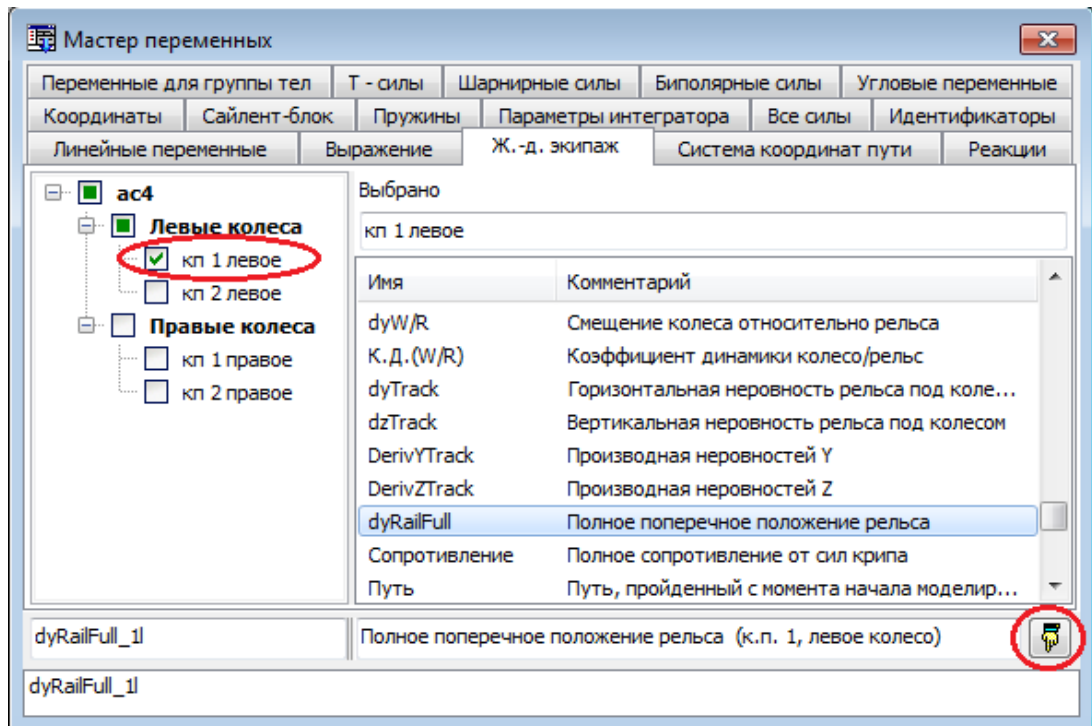 Мастер переменных
Переменные для группы тел Т - силы Шарнирные силы Биполярные силы Угловые переменные
Координаты Сайлент-блок Пружины Параметры интегратора Все силы Идентификаторы
Линейные переменные Выражение Ж.-д. экипаж Система координат пути Реакции
ас4
Левые колеса
кп 1 левое
кп 2 левое
Правые колеса
кп 1 правое
кп 2 правое
Выбрано
кп 1 левое
Имя Комментарий
dyW/R Смещение колеса относительно рельса
К.Д.(W/R) Коэффициент динамики колесо/рельс
dyTrack Горизонтальная неровность рельса под коле...
dzTrack Вертикальная неровность рельса под колесом
DerivYTrack Производная неровностей Y
DerivZTrack Производная неровностей Z
dyRailFull Полное поперечное положение рельса
Сопротивление Полное сопротивление от сил крипа
Путь Путь, пройденный с момента начала моделир...
dyRailFull_1l Полное поперечное положение рельса (к.п. 1, левое колесо)
dyRailFull_1l